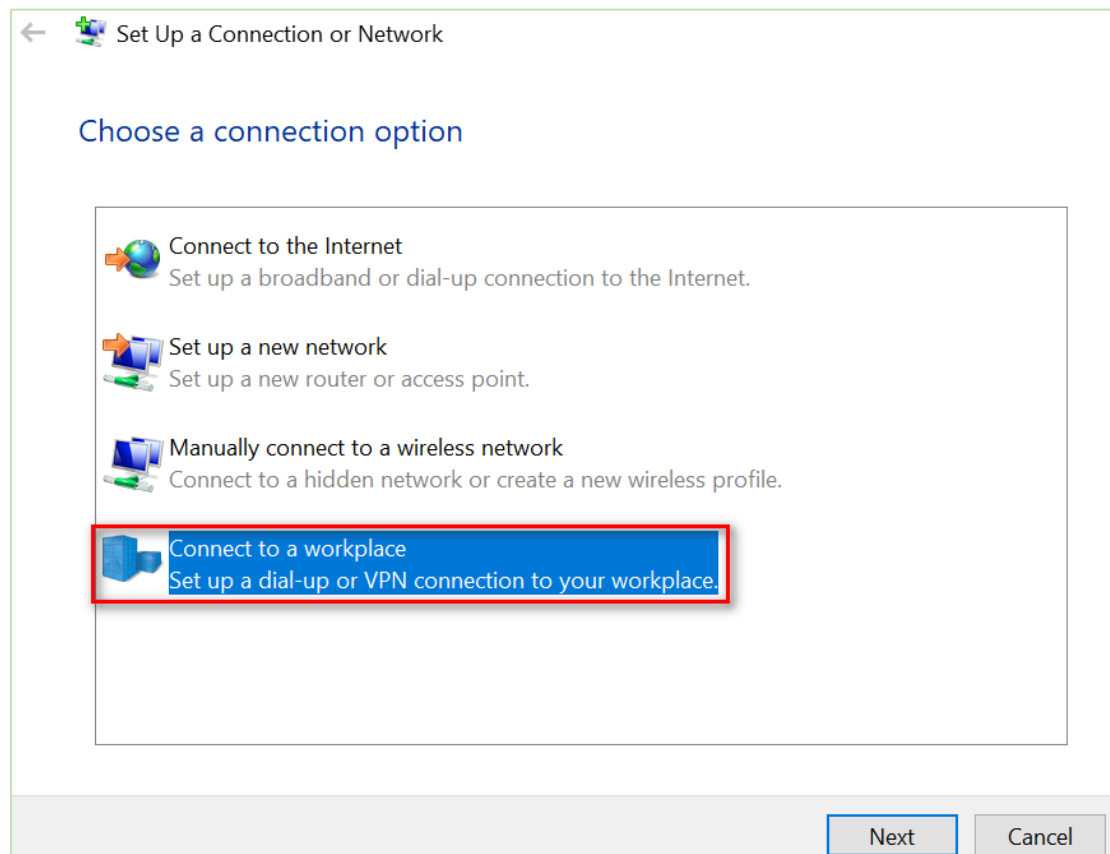 Set Up a Connection or Network
Choose a connection option
Connect to the Internet
Set up a broadband or dial-up connection to the Internet.
Set up a new network
Set up a new router or access point.
Manually connect to a wireless network
Connect to a hidden network or create a new wireless profile.
Connect to a workplace
Set up a dial-up or VPN connection to your workplace.
Next
Cancel